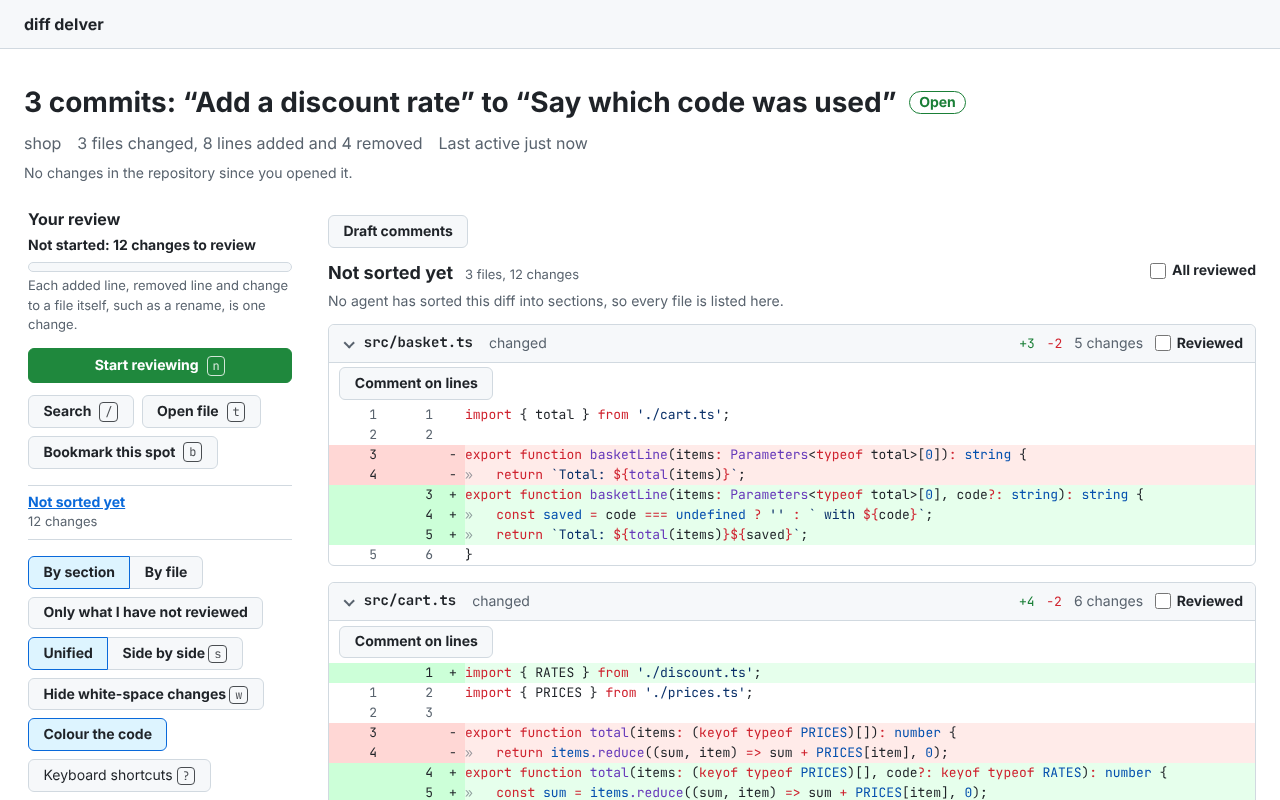 diff delver
3 commits: “Add a discount rate” to “Say which code was used” Open
shop 3 files changed, 8 lines added and 4 removed Last active just now
No changes in the repository since you opened it.
Your review
Not started: 12 changes to review
Each added line, removed line and change
to a file itself, such as a rename, is one
change.
Start reviewing n
Search / Open file t
Bookmark this spot b
Not sorted yet
12 changes
By section By file
Only what I have not reviewed
Unified Side by side s
Hide white-space changes w
Colour the code
Keyboard shortcuts ?
Draft comments
Not sorted yet 3 files, 12 changes All reviewed
No agent has sorted this diff into sections, so every file is listed here.
src/basket.ts changed +3 -2 5 changes Reviewed
Comment on lines
1 1 import { total } from './cart.ts';
2 2
3 - export function basketLine(items: Parameters<typeof total>[0]): string {
4 - » return `Total: ${total(items)}`;
3 + export function basketLine(items: Parameters<typeof total>[0], code?: string): string {
4 + » const saved = code === undefined ? '' : ` with ${code}`;
5 + » return `Total: ${total(items)}${saved}`;
5 6 }
src/cart.ts changed +4 -2 6 changes Reviewed
Comment on lines
1 + import { RATES } from './discount.ts';
1 2 import { PRICES } from './prices.ts';
2 3
3 - export function total(items: (keyof typeof PRICES)[]): number {
4 - » return items.reduce((sum, item) => sum + PRICES[item], 0);
4 + export function total(items: (keyof typeof PRICES)[], code?: keyof typeof RATES): number {
5 + » const sum = items.reduce((sum, item) => sum + PRICES[item], 0);